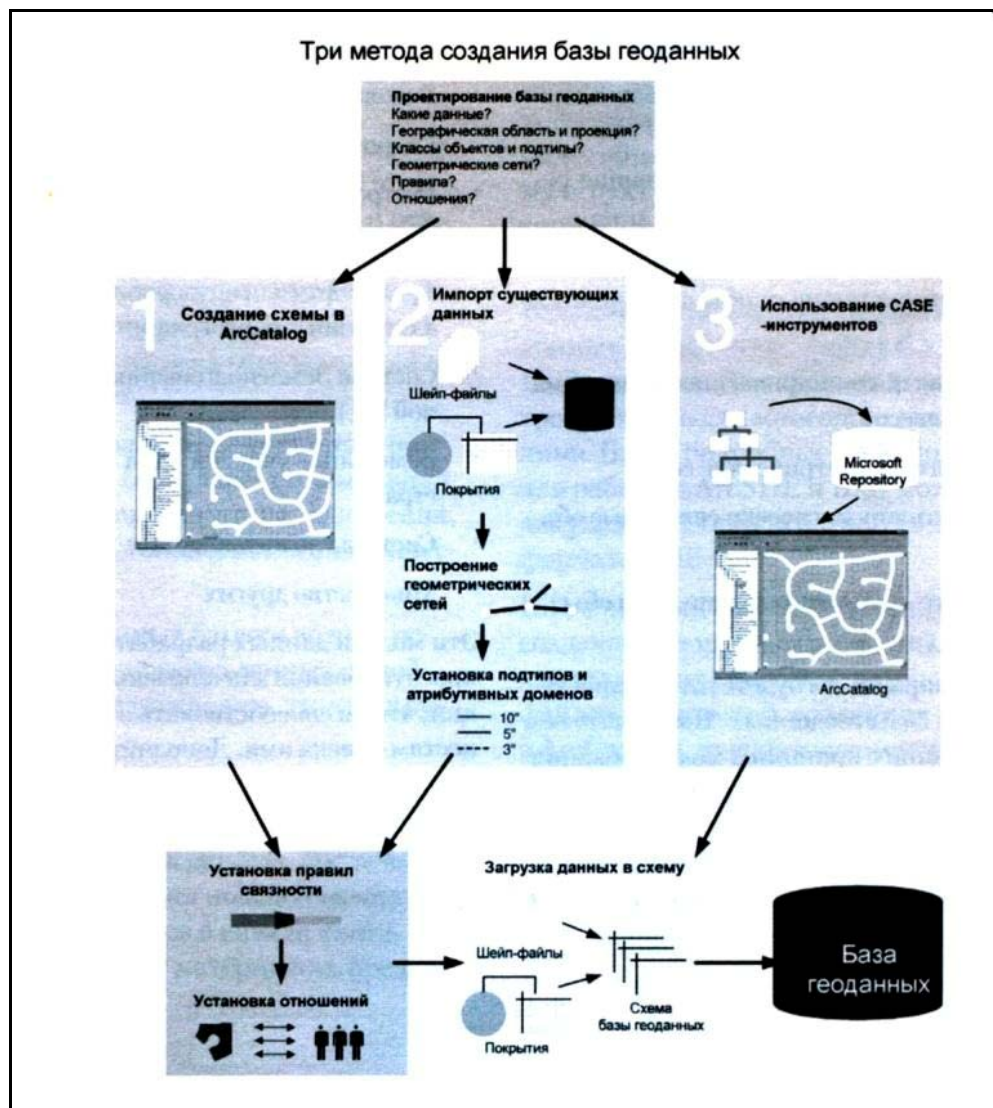 Три метода создания базы геоданных
Проектирование базы геоданных
Какие данные?
Географическая область и проекция?
Классы объектов и подтипы?
Геометрические сети?
Правила?
Отношения?
1
Создание схемы в
ArcCatalog
2
Импорт существующих
данных
Шейп-файлы
Покрытия
Построение
геометрических
сетей
Установка подтипов и
атрибутивных доменов
10"
5"
3"
3
Использование CASE
-инструментов
Microsoft
Repository
ArcCatalog
Установка правил
связности
Установка отношений
Загрузка данных в схему
Шейп-файлы
Покрытия
Схема
базы геоданных
База
геоданных